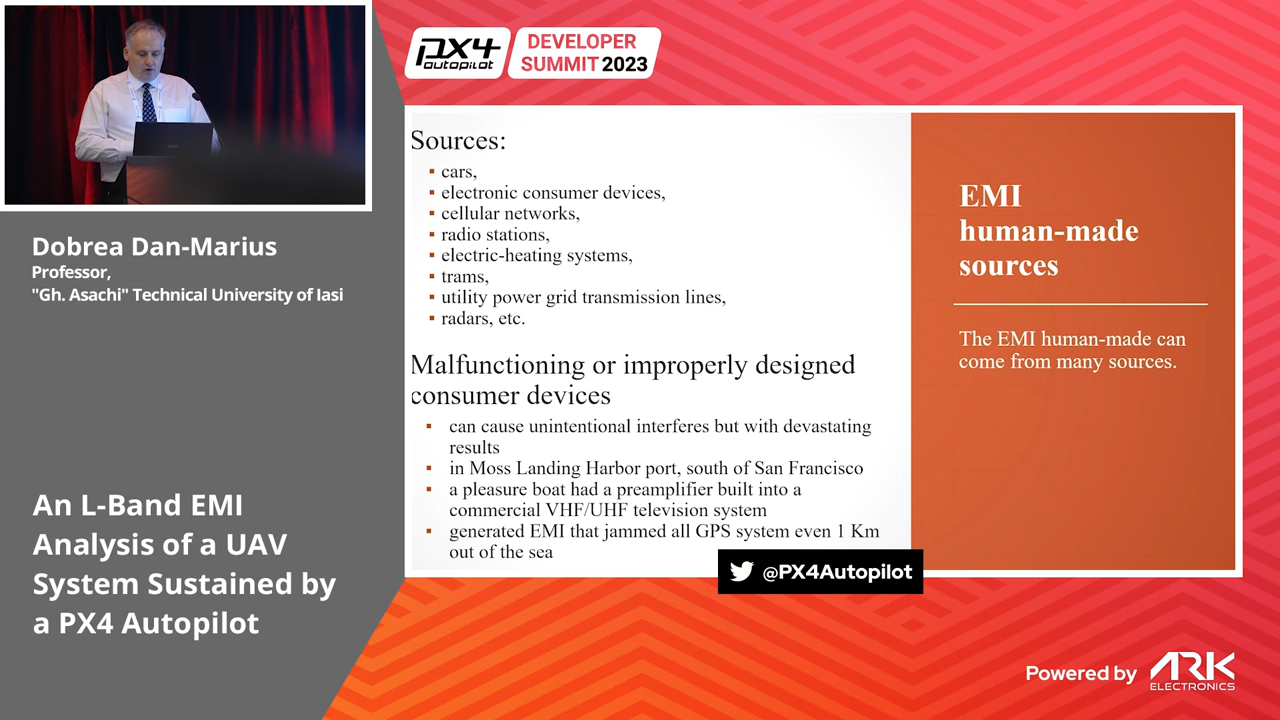 PX4
autopilot
DEVELOPER
SUMMIT 2023
Sources:
▪ cars,
▪ electronic consumer devices,
▪ cellular networks,
▪ radio stations,
▪ electric-heating systems,
▪ trams,
▪ utility power grid transmission lines,
▪ radars, etc.
Malfunctioning or improperly designed
consumer devices
▪ can cause unintentional interferes but with devastating
results
▪ in Moss Landing Harbor port, south of San Francisco
▪ a pleasure boat had a preamplifier built into a
commercial VHF/UHF television system
▪ generated EMI that jammed all GPS system even 1 Km
out of the sea
EMI
human-made
sources
The EMI human-made can
come from many sources.
@PX4Autopilot
Dobrea Dan-Marius
Professor,
"Gh. Asachi" Technical University of Iasi
An L-Band EMI
Analysis of a UAV
System Sustained by
a PX4 Autopilot
Powered by ARK
ELECTRONICS